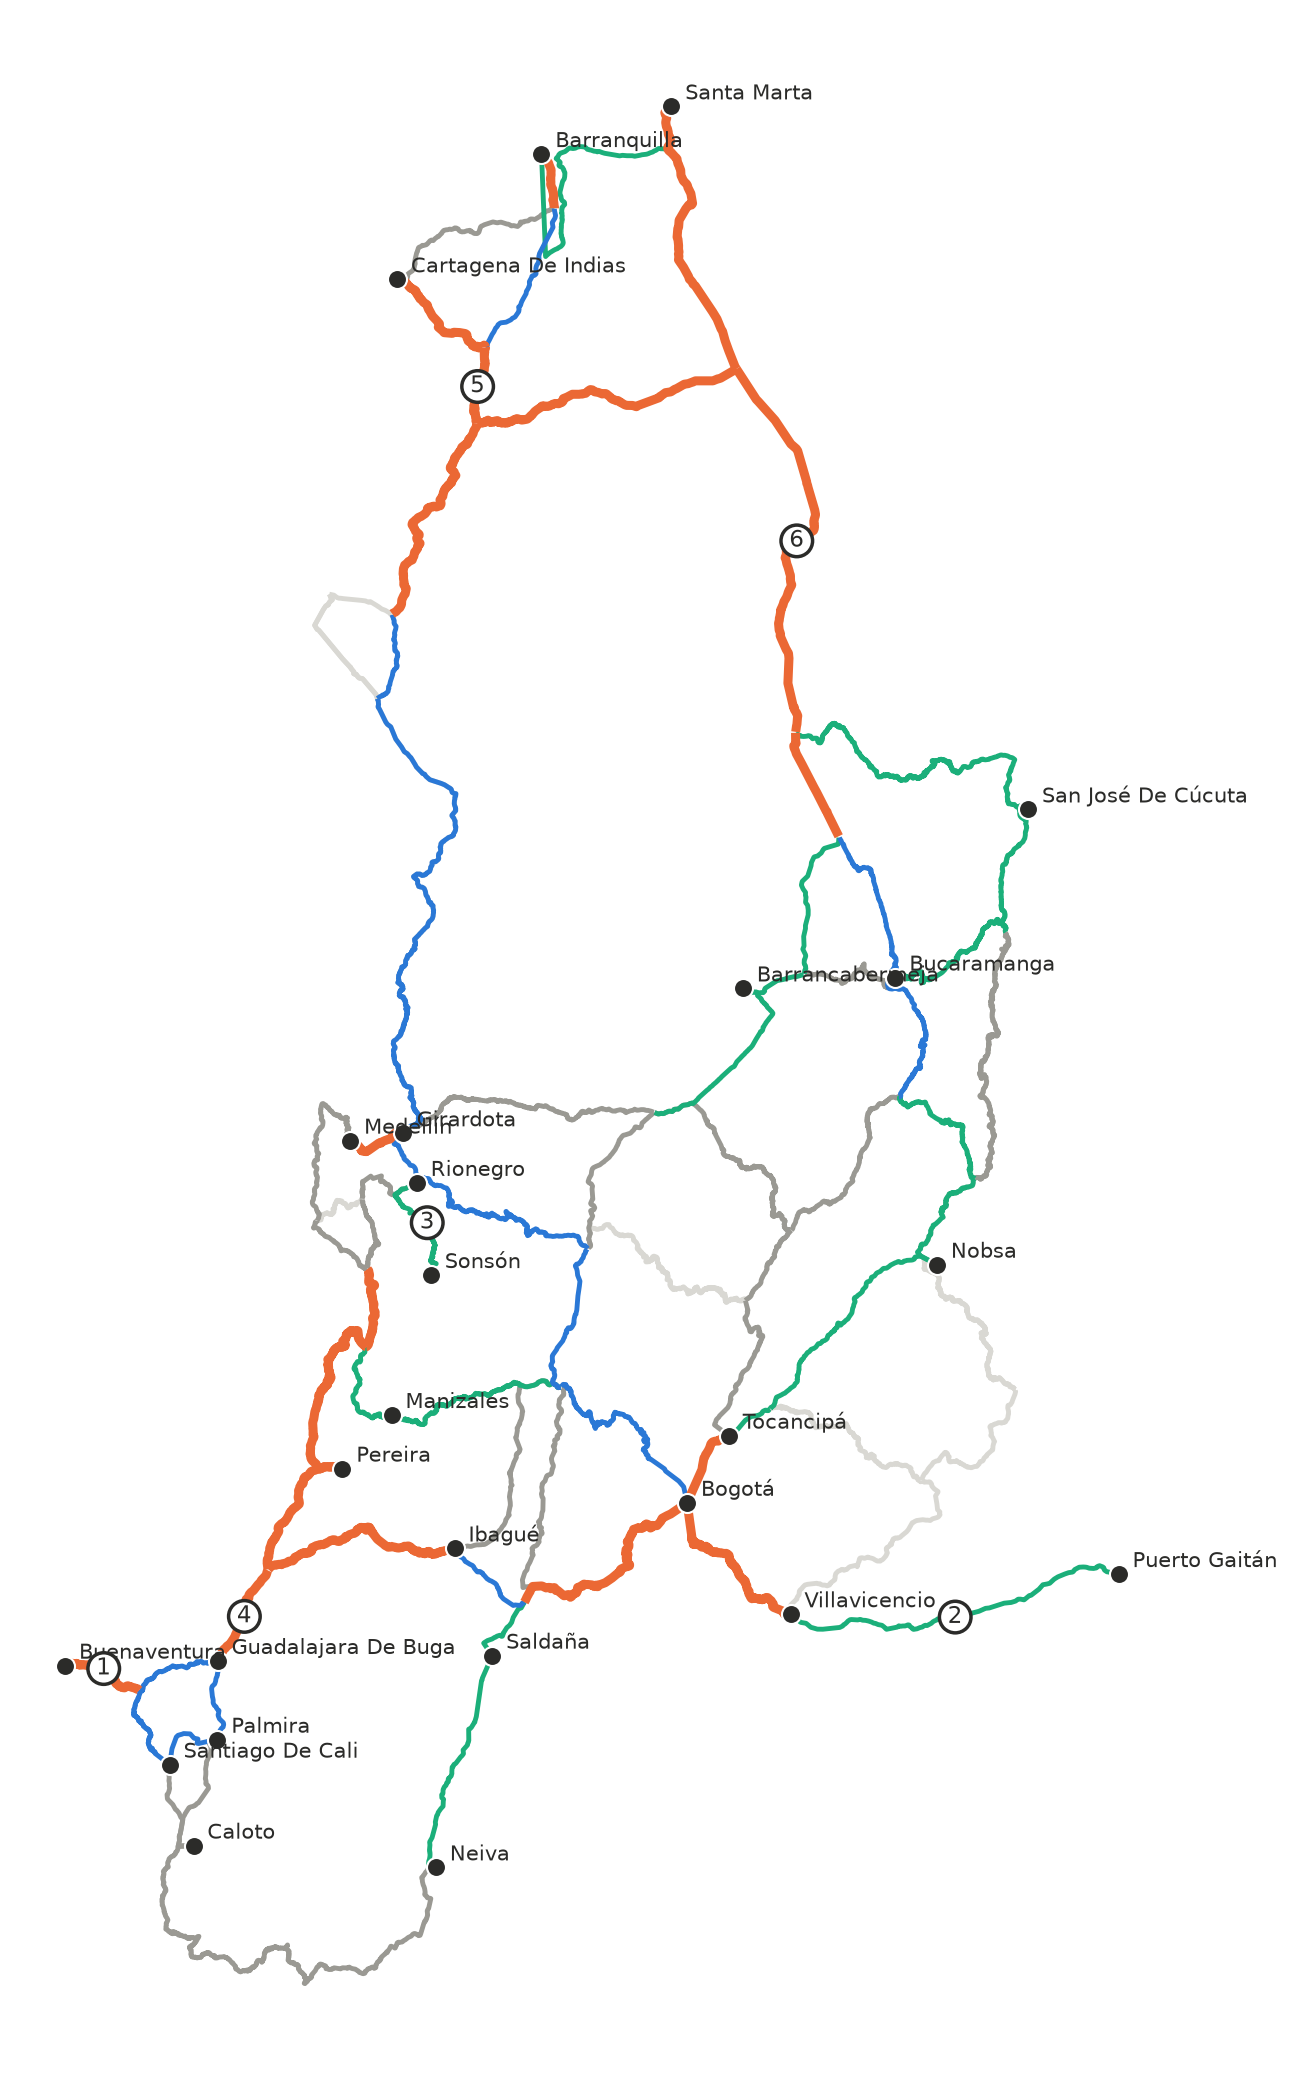 Santa Marta
Barranquilla
Cartagena De Indias
5
6
San José De Cúcuta
Bucaramanga
Barrancabermeja
Girardota
Medellín
Rionegro
3
Nobsa
Sonsón
Manizales
Tocancipá
Pereira
Bogotá
Ibagué
Puerto Gaitán
Villavicencio
4
2
Saldaña
Guadalajara De Buga
Buenaventura
1
Palmira
Santiago De Cali
Caloto
Neiva